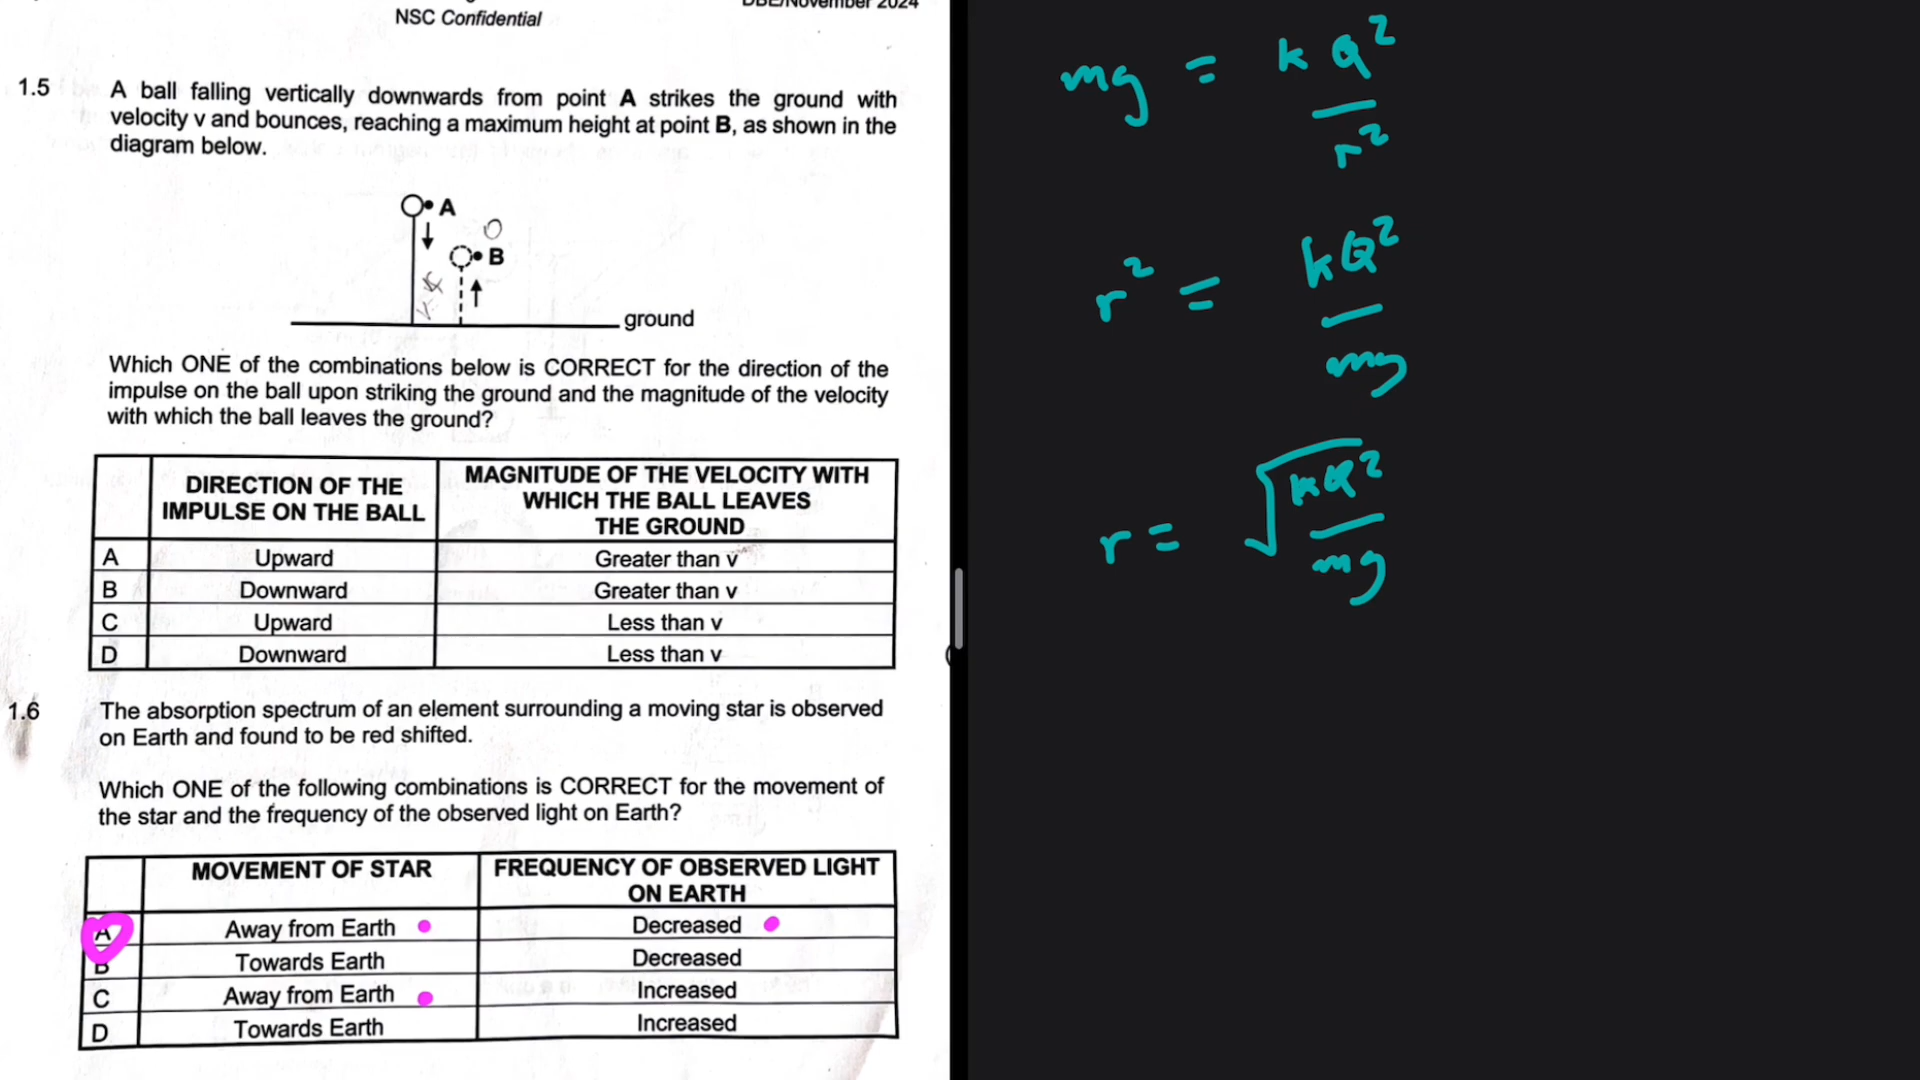 DBE/November 2024
NSC Confidential
1.5
A ball falling vertically downwards from point A strikes the ground with
velocity v and bounces, reaching a maximum height at point B, as shown in the
diagram below.
A
B
ground
Which ONE of the combinations below is CORRECT for the direction of the
impulse on the ball upon striking the ground and the magnitude of the velocity
with which the ball leaves the ground?
DIRECTION OF THE
IMPULSE ON THE BALL
MAGNITUDE OF THE VELOCITY WITH
WHICH THE BALL LEAVES
THE GROUND
A Upward Greater than v
B Downward Greater than v
C Upward Less than v
D Downward Less than v
1.6
The absorption spectrum of an element surrounding a moving star is observed
on Earth and found to be red shifted.
Which ONE of the following combinations is CORRECT for the movement of
the star and the frequency of the observed light on Earth?
MOVEMENT OF STAR
FREQUENCY OF OBSERVED LIGHT
ON EARTH
A Away from Earth Decreased
B Towards Earth Decreased
C Away from Earth Increased
D Towards Earth Increased
mg = kQ²
r²
r² = kQ²
mg
r = √kQ²
mg